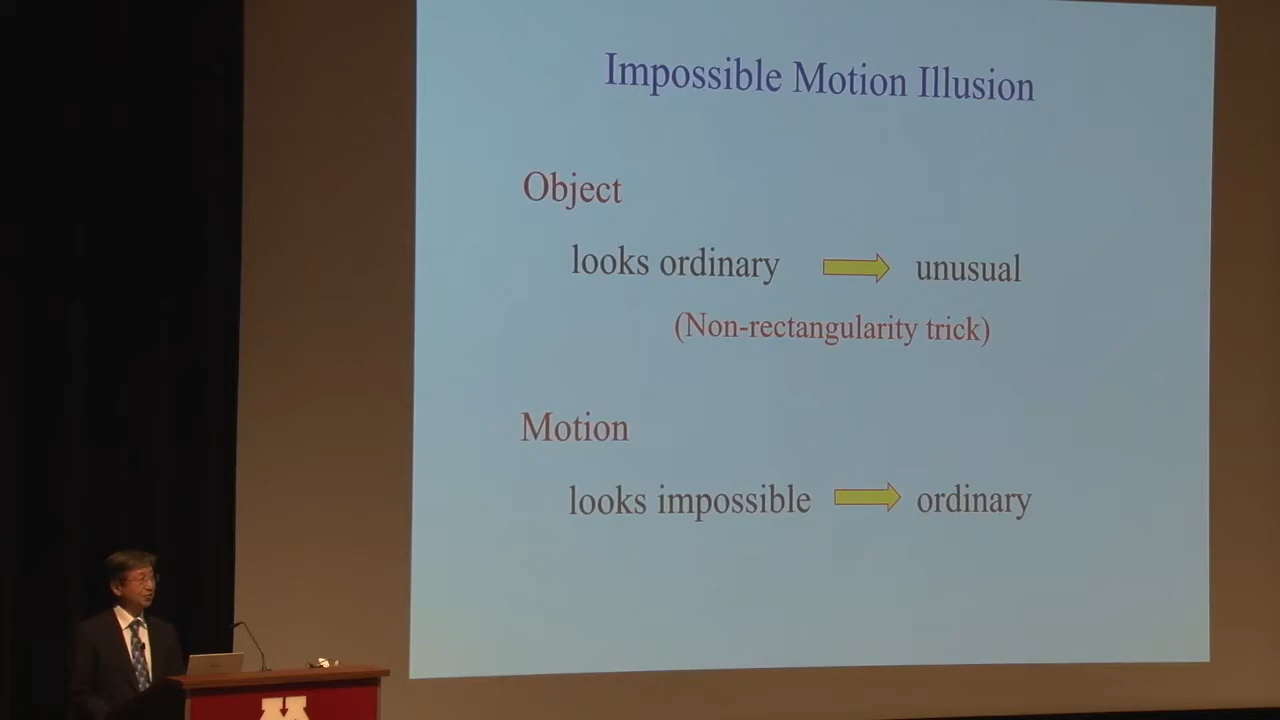 Impossible Motion Illusion
Object
looks ordinary
unusual
(Non-rectangularity trick)
Motion
looks impossible
ordinary
M